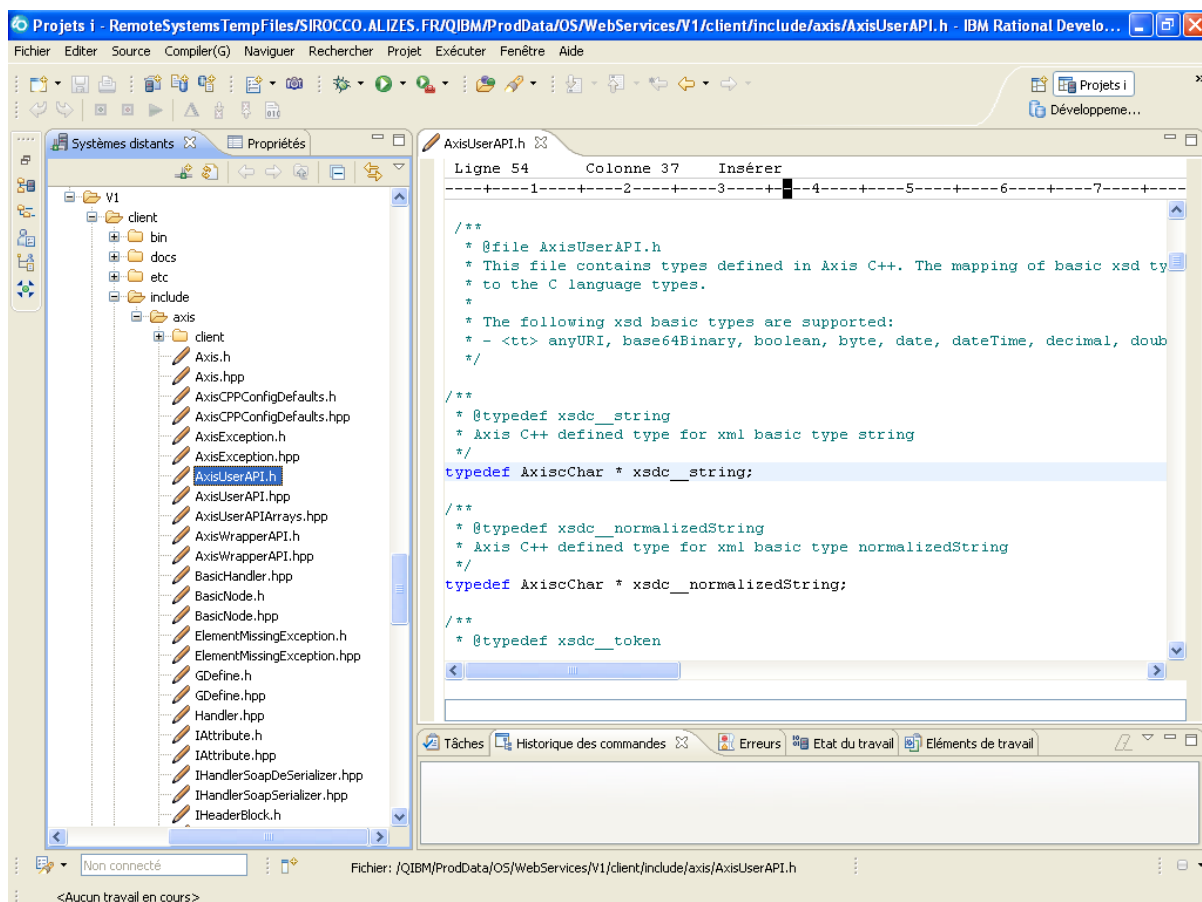 Projets i - RemoteSystemsTempFiles/SIROCCO.ALIZES.FR/QIBM/ProdData/OS/WebServices/V1/client/include/axis/AxisUserAPI.h - IBM Rational Develo...
Fichier Editer Source Compiler(G) Naviguer Rechercher Projet Exécuter Fenêtre Aide
Projets i
»
Développeme...
Systèmes distants
Propriétés
V1
client
bin
docs
etc
include
axis
client
Axis.h
Axis.hpp
AxisCPPConfigDefaults.h
AxisCPPConfigDefaults.hpp
AxisException.h
AxisException.hpp
AxisUserAPI.h
AxisUserAPI.hpp
AxisUserAPIArrays.hpp
AxisWrapperAPI.h
AxisWrapperAPI.hpp
BasicHandler.hpp
BasicNode.h
BasicNode.hpp
ElementMissingException.h
ElementMissingException.hpp
GDefine.h
GDefine.hpp
Handler.hpp
IAttribute.h
IAttribute.hpp
IHandlerSoapDeSerializer.hpp
IHandlerSoapSerializer.hpp
IHeaderBlock.h
AxisUserAPI.h
Ligne 54 Colonne 37 Insérer
----+----1----+----2----+----3----+-█--4----+----5----+----6----+----7----+----
/**
* @file AxisUserAPI.h
* This file contains types defined in Axis C++. The mapping of basic xsd ty
* to the C language types.
*
* The following xsd basic types are supported:
* - <tt> anyURI, base64Binary, boolean, byte, date, dateTime, decimal, doub
*/
/**
* @typedef xsdc__string
* Axis C++ defined type for xml basic type string
*/
typedef AxiscChar * xsdc__string;
/**
* @typedef xsdc__normalizedString
* Axis C++ defined type for xml basic type normalizedString
*/
typedef AxiscChar * xsdc__normalizedString;
/**
* @typedef xsdc__token
Tâches
Historique des commandes
Erreurs
Etat du travail
Eléments de travail
Non connecté
Fichier: /QIBM/ProdData/OS/WebServices/V1/client/include/axis/AxisUserAPI.h
<Aucun travail en cours>